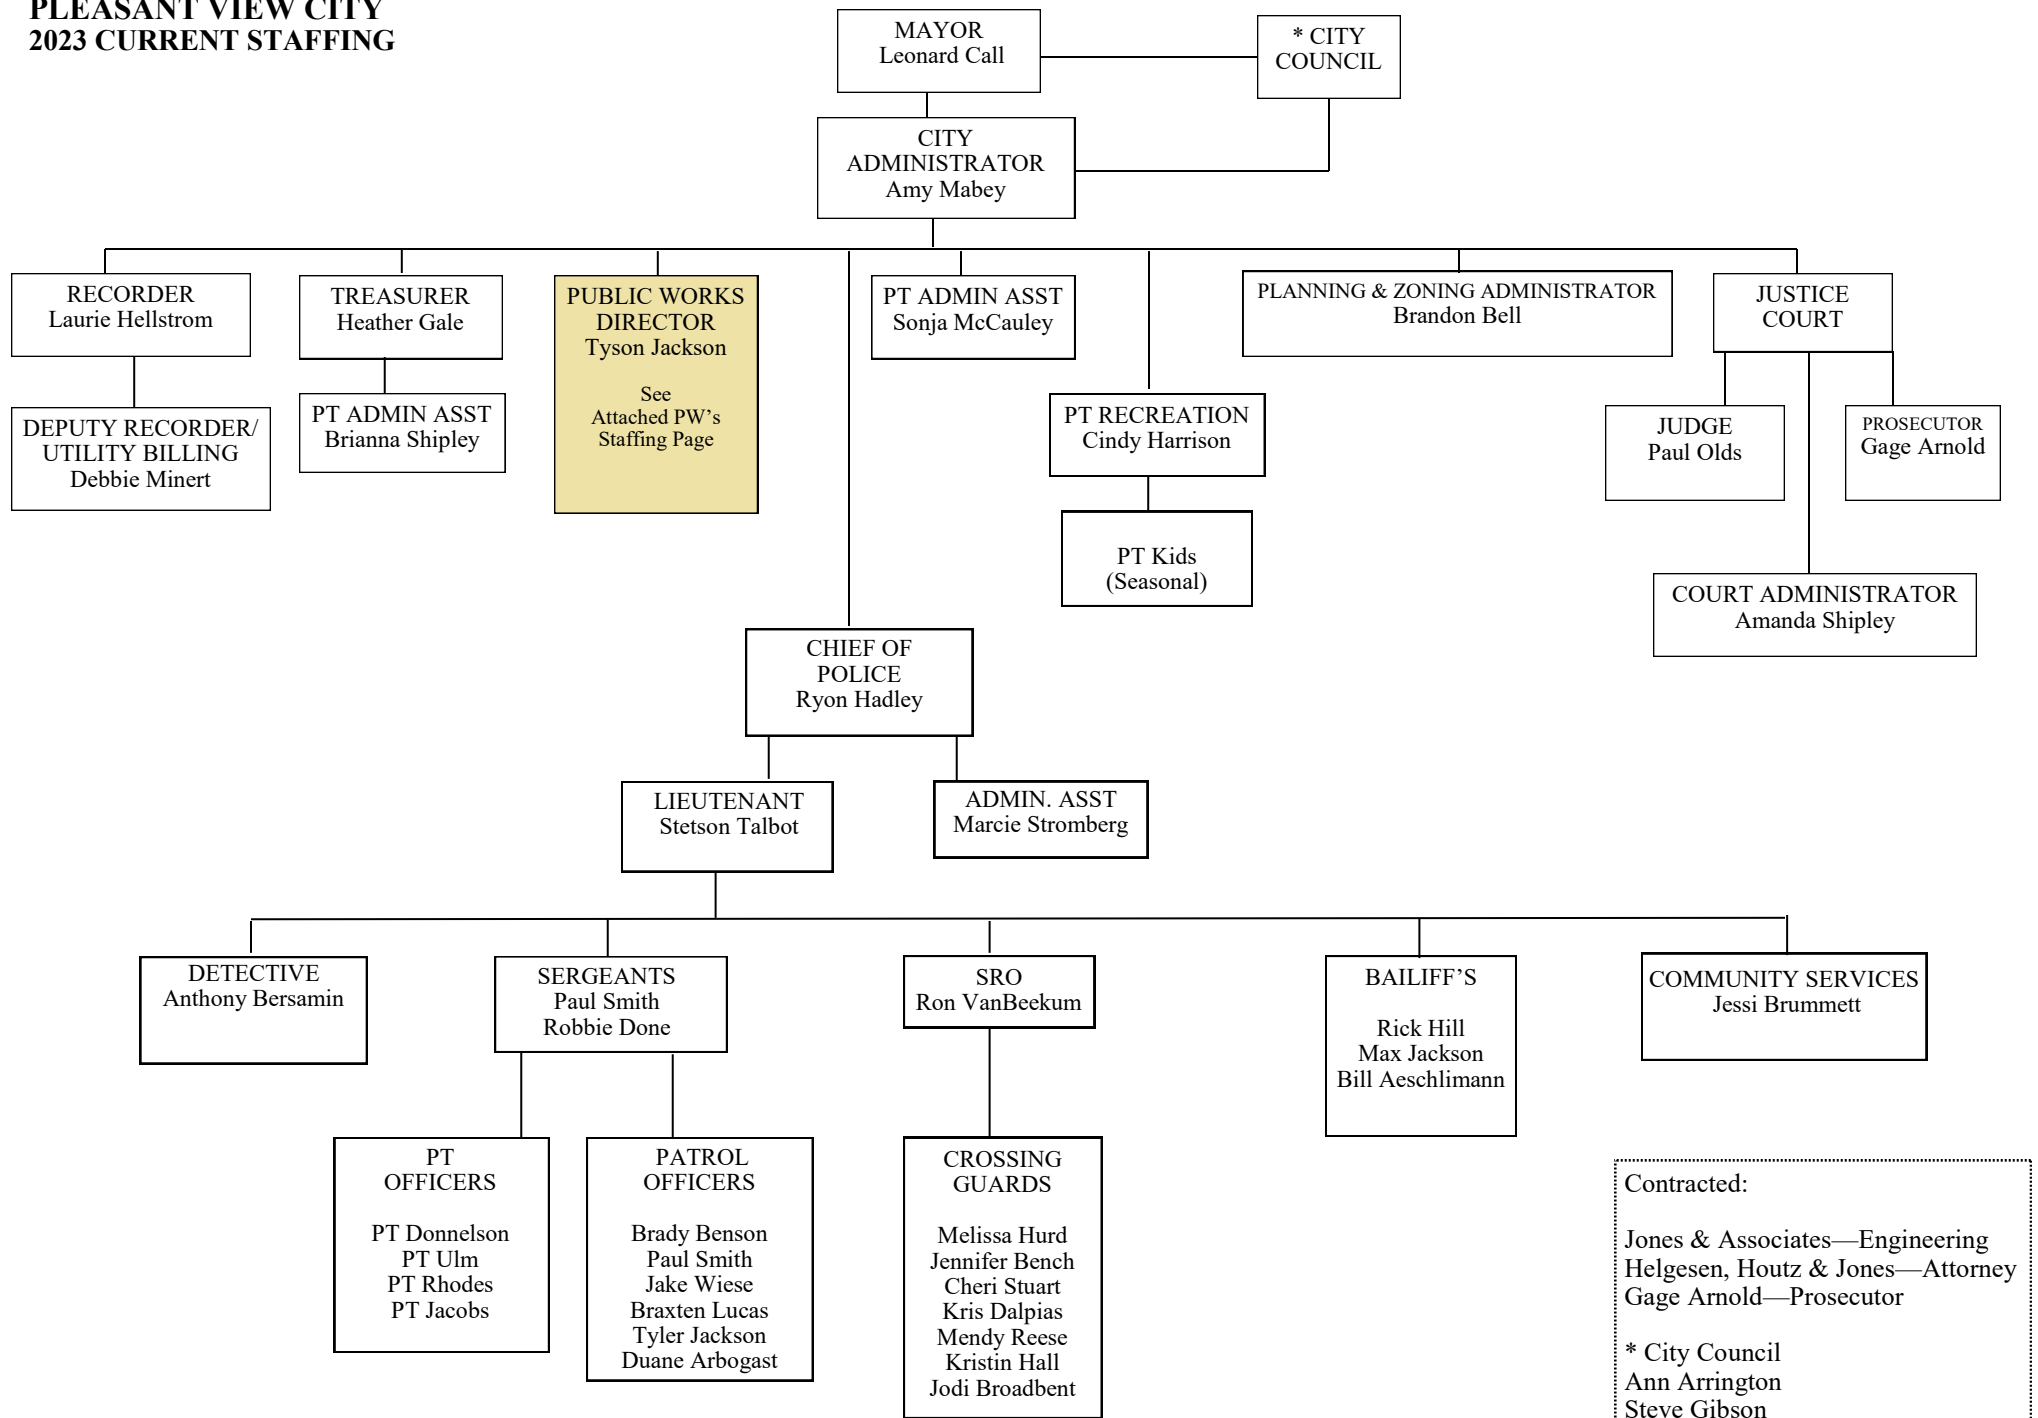 PLEASANT VIEW CITY
2023 CURRENT STAFFING
MAYOR
Leonard Call
* CITY
COUNCIL
CITY
ADMINISTRATOR
Amy Mabey
RECORDER
Laurie Hellstrom
TREASURER
Heather Gale
PUBLIC WORKS
DIRECTOR
Tyson Jackson
See
Attached PW’s
Staffing Page
PT ADMIN ASST
Sonja McCauley
PLANNING & ZONING ADMINISTRATOR
Brandon Bell
JUSTICE
COURT
DEPUTY RECORDER/
UTILITY BILLING
Debbie Minert
PT ADMIN ASST
Brianna Shipley
PT RECREATION
Cindy Harrison
JUDGE
Paul Olds
PROSECUTOR
Gage Arnold
PT Kids
(Seasonal)
COURT ADMINISTRATOR
Amanda Shipley
CHIEF OF
POLICE
Ryon Hadley
LIEUTENANT
Stetson Talbot
ADMIN. ASST
Marcie Stromberg
DETECTIVE
Anthony Bersamin
SERGEANTS
Paul Smith
Robbie Done
SRO
Ron VanBeekum
BAILIFF’S
Rick Hill
Max Jackson
Bill Aeschlimann
COMMUNITY SERVICES
Jessi Brummett
PT
OFFICERS
PT Donnelson
PT Ulm
PT Rhodes
PT Jacobs
PATROL
OFFICERS
Brady Benson
Paul Smith
Jake Wiese
Braxten Lucas
Tyler Jackson
Duane Arbogast
CROSSING
GUARDS
Melissa Hurd
Jennifer Bench
Cheri Stuart
Kris Dalpias
Mendy Reese
Kristin Hall
Jodi Broadbent
Contracted:
Jones & Associates—Engineering
Helgesen, Houtz & Jones—Attorney
Gage Arnold—Prosecutor
* City Council
Ann Arrington
Steve Gibson